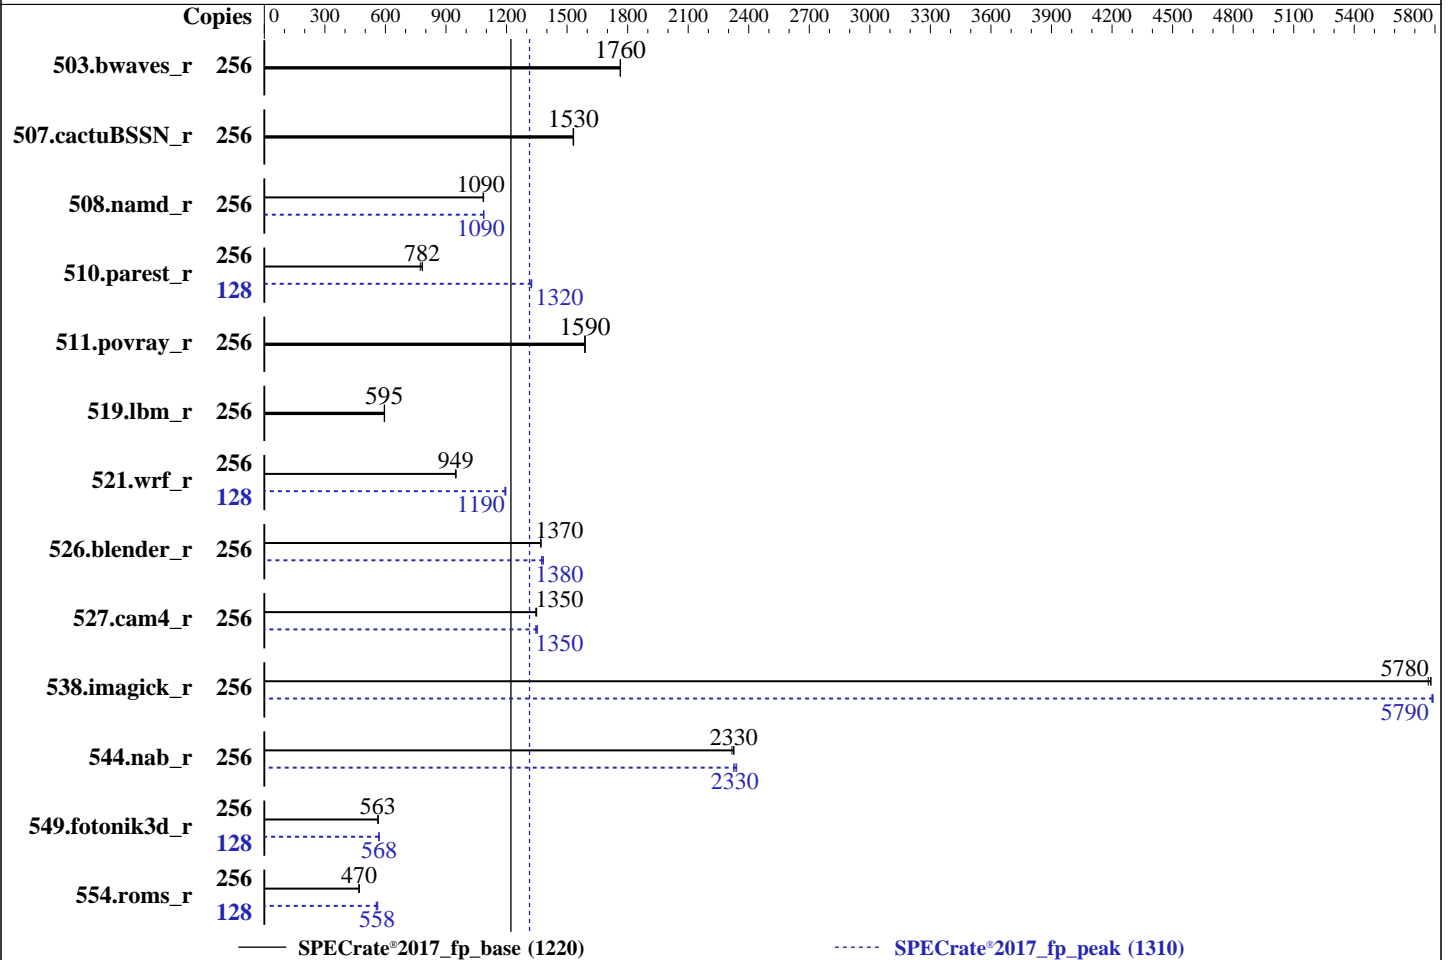 Copies 0 300 600 900 1200 1500 1800 2100 2400 2700 3000 3300 3600 3900 4200 4500 4800 5100 5400 5800
503.bwaves_r 256 1760
507.cactuBSSN_r 256 1530
508.namd_r 256 1090
1090
510.parest_r 256 782
128 1320
511.povray_r 256 1590
519.lbm_r 256 595
521.wrf_r 256 949
128 1190
526.blender_r 256 1370
1380
527.cam4_r 256 1350
1350
538.imagick_r 256 5780
5790
544.nab_r 256 2330
2330
549.fotonik3d_r 256 563
128 568
554.roms_r 256 470
128 558
SPECrate®2017_fp_base (1220) SPECrate®2017_fp_peak (1310)